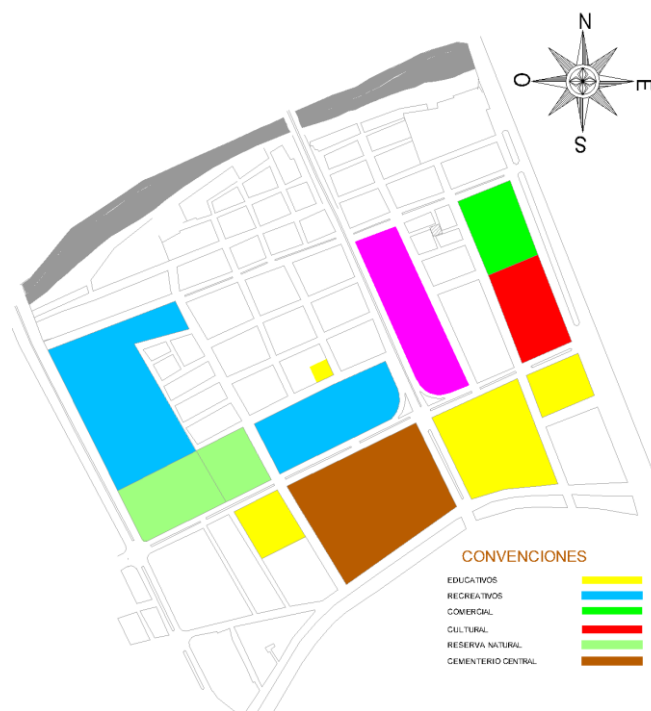 N
O
E
S
CONVENCIONES
EDUCATIVOS
RECREATIVOS
COMERCIAL
CULTURAL
RESERVA NATURAL
CEMENTERIO CENTRAL